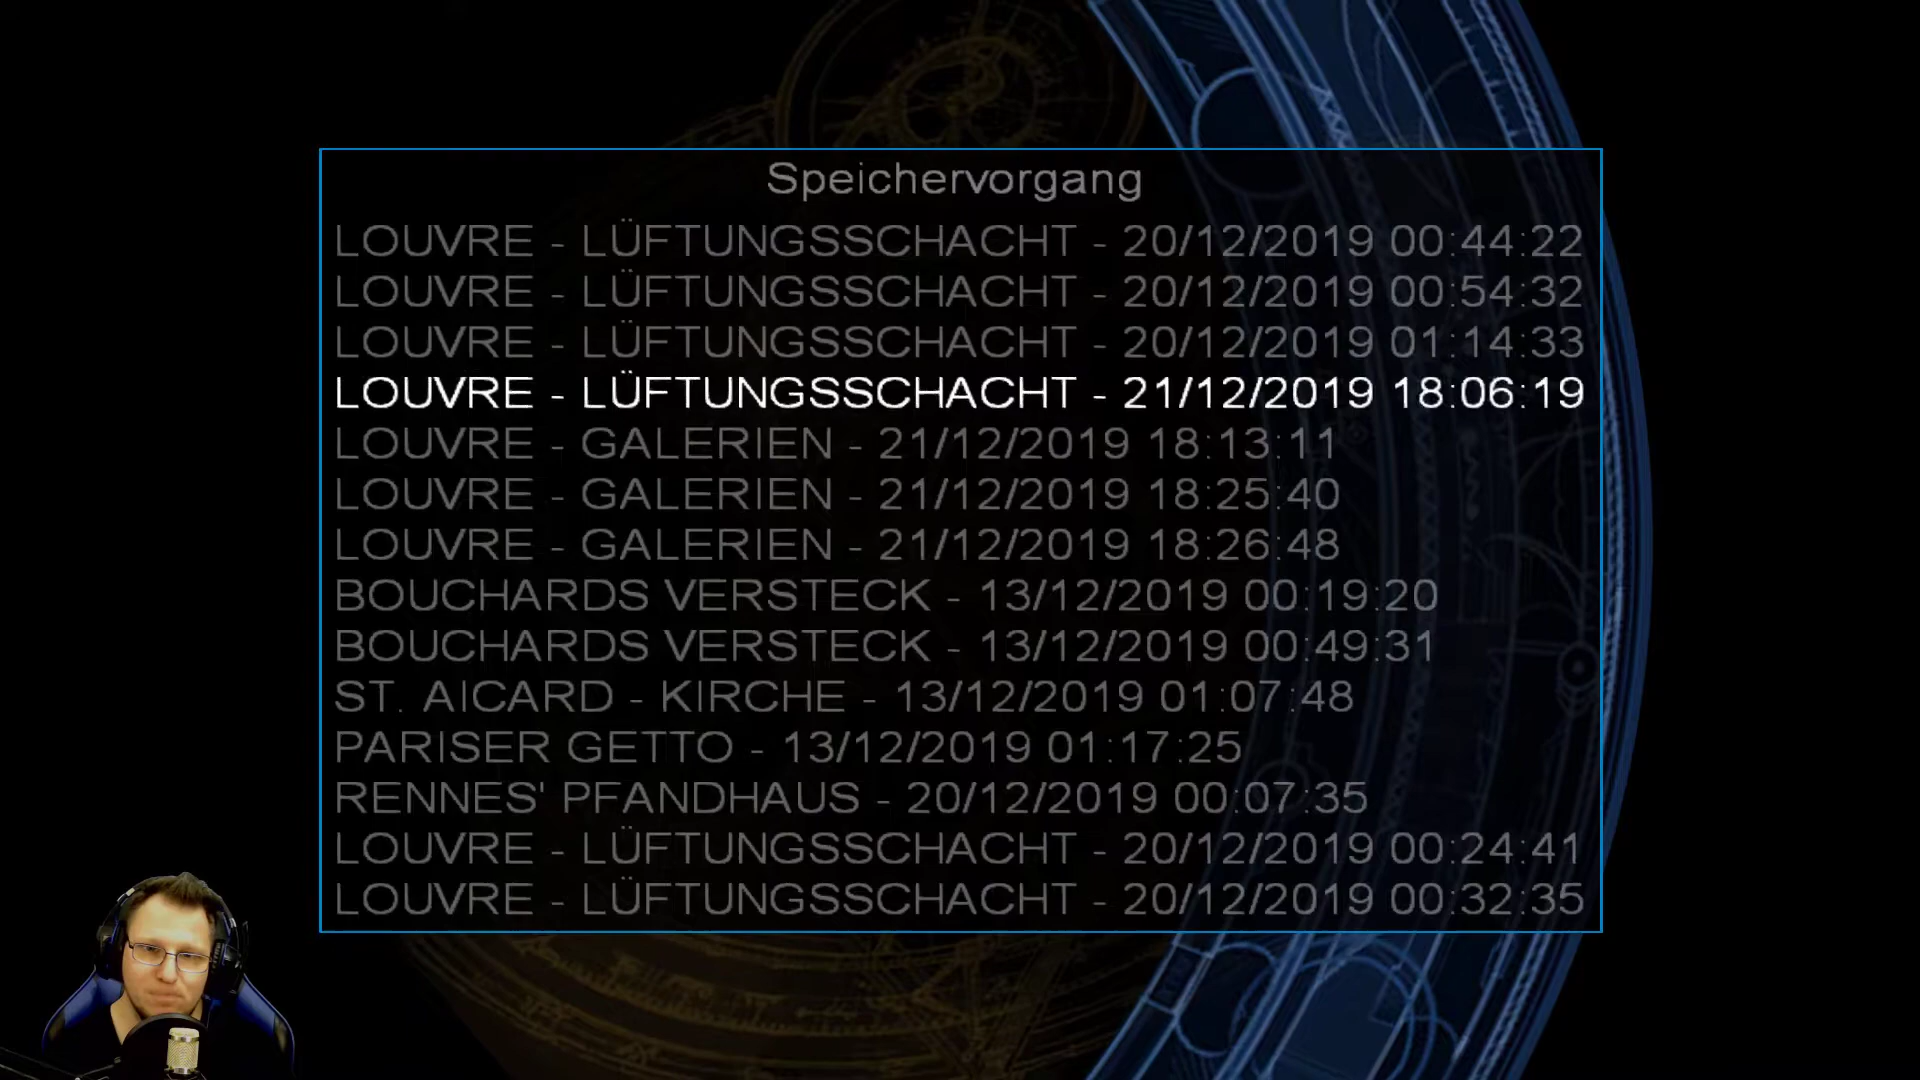 Speichervorgang
LOUVRE - LÜFTUNGSSCHACHT - 20/12/2019 00:44:22
LOUVRE - LÜFTUNGSSCHACHT - 20/12/2019 00:54:32
LOUVRE - LÜFTUNGSSCHACHT - 20/12/2019 01:14:33
LOUVRE - LÜFTUNGSSCHACHT - 21/12/2019 18:06:19
LOUVRE - GALERIEN - 21/12/2019 18:13:11
LOUVRE - GALERIEN - 21/12/2019 18:25:40
LOUVRE - GALERIEN - 21/12/2019 18:26:48
BOUCHARDS VERSTECK - 13/12/2019 00:19:20
BOUCHARDS VERSTECK - 13/12/2019 00:49:31
ST. AICARD - KIRCHE - 13/12/2019 01:07:48
PARISER GETTO - 13/12/2019 01:17:25
RENNES' PFANDHAUS - 20/12/2019 00:07:35
LOUVRE - LÜFTUNGSSCHACHT - 20/12/2019 00:24:41
LOUVRE - LÜFTUNGSSCHACHT - 20/12/2019 00:32:35